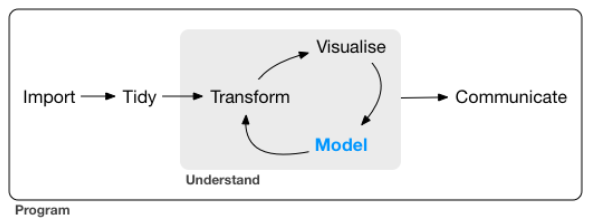 Visualise
Import
Tidy
Transform
Communicate
Model
Understand
Program